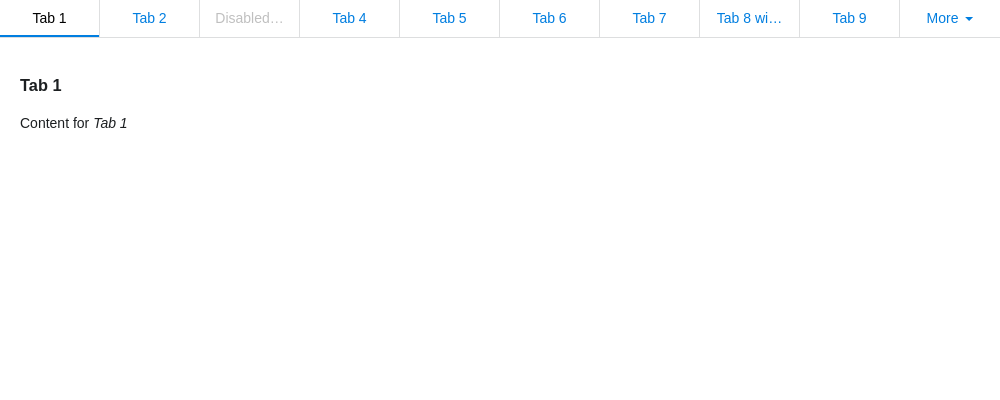 Tab 1 Tab 2 Disabled… Tab 4 Tab 5 Tab 6 Tab 7 Tab 8 wi… Tab 9 More
Tab 1
Content for Tab 1